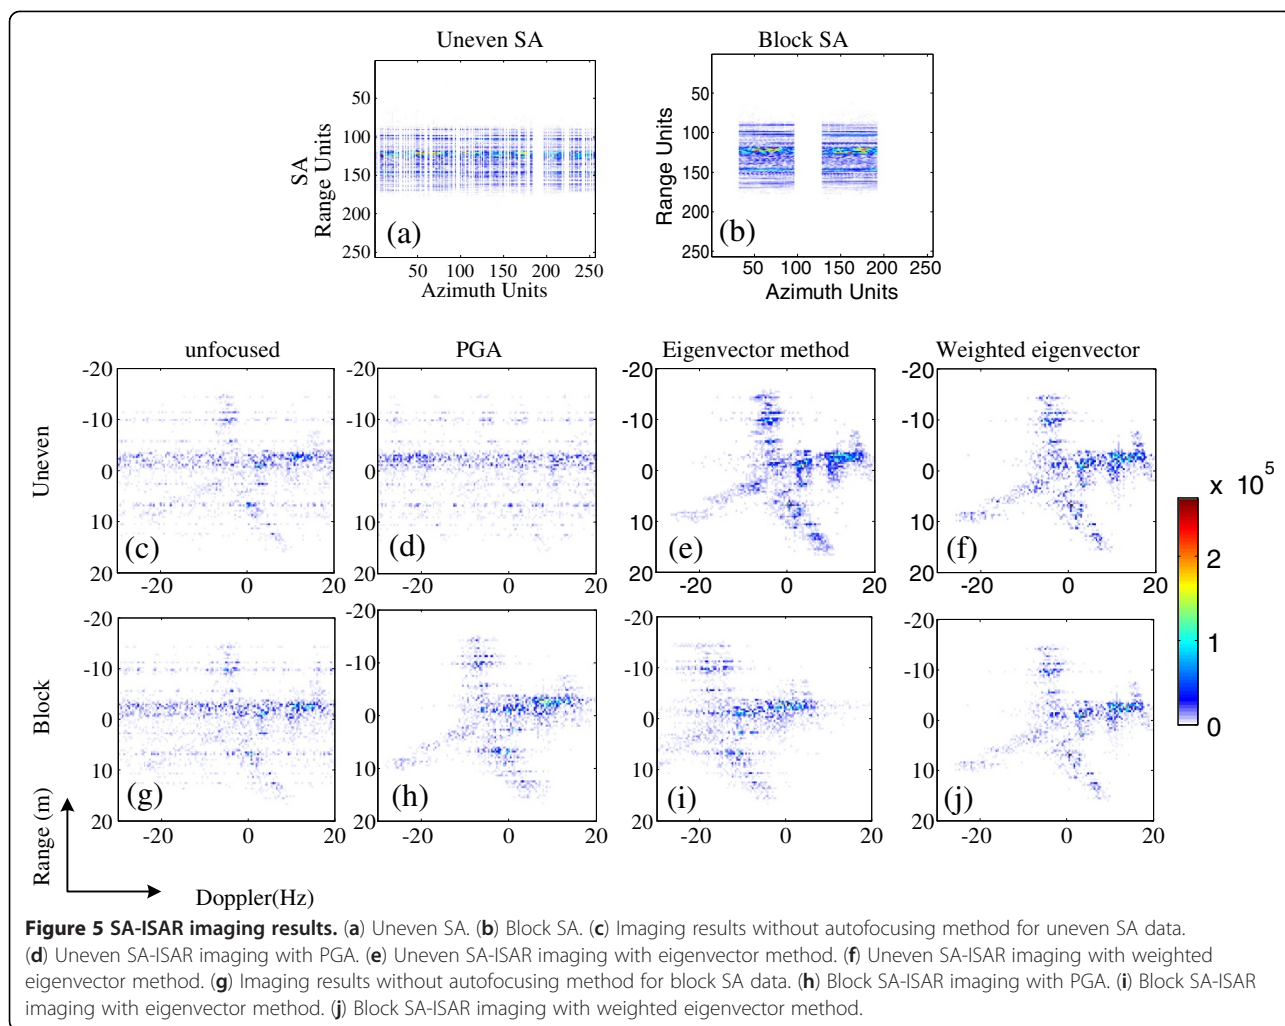 Uneven SA
Block SA
50
100
150
200
250
SA
Range Units
(a)
50 100 150 200 250
Azimuth Units
50
100
150
200
250
Range Units
(b)
50 100 150 200 250
Azimuth Units
unfocused
PGA
Eigenvector method
Weighted eigenvector
Uneven
-20
-10
0
10
20
(c)
-20 0 20
-20
-10
0
10
20
(d)
-20 0 20
-20
-10
0
10
20
(e)
-20 0 20
-20
-10
0
10
20
(f)
-20 0 20
x 10^5
2
1
0
Block
-20
-10
0
10
20
(g)
-20 0 20
-20
-10
0
10
20
(h)
-20 0 20
-20
-10
0
10
20
(i)
-20 0 20
-20
-10
0
10
20
(j)
-20 0 20
Range (m)
Doppler(Hz)
Figure 5 SA-ISAR imaging results. (a) Uneven SA. (b) Block SA. (c) Imaging results without autofocusing method for uneven SA data.
(d) Uneven SA-ISAR imaging with PGA. (e) Uneven SA-ISAR imaging with eigenvector method. (f) Uneven SA-ISAR imaging with weighted
eigenvector method. (g) Imaging results without autofocusing method for block SA data. (h) Block SA-ISAR imaging with PGA. (i) Block SA-ISAR
imaging with eigenvector method. (j) Block SA-ISAR imaging with weighted eigenvector method.